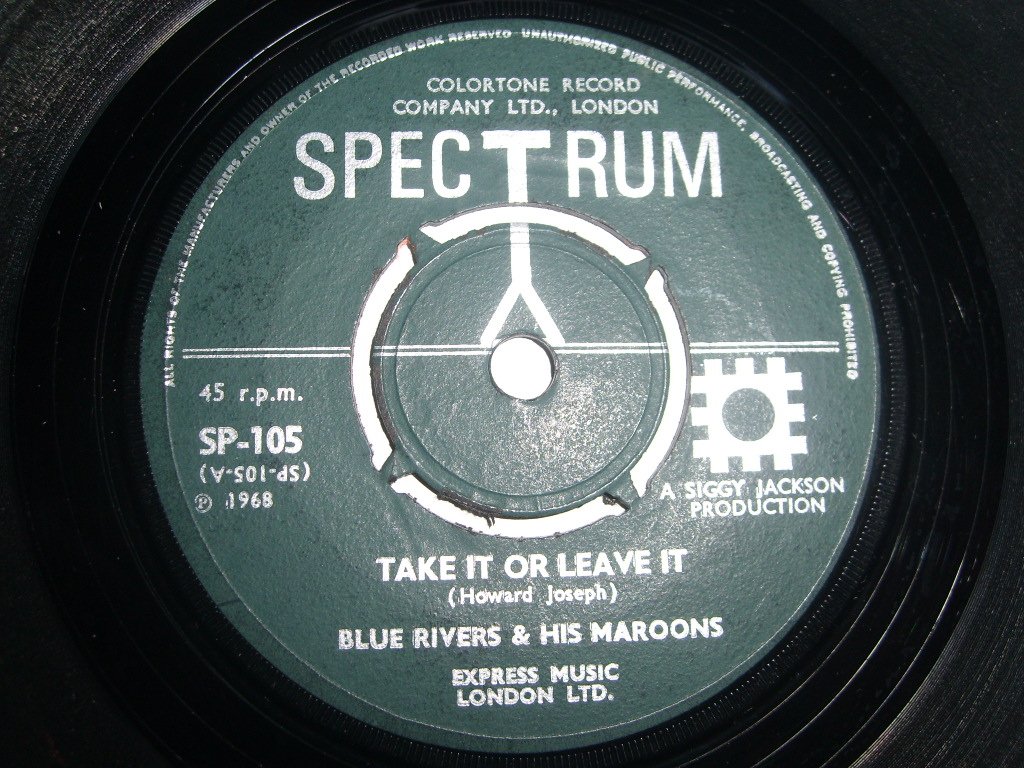 ALL RIGHTS OF THE MANUFACTURERS AND OWNER OF THE RECORDED WORK RESERVED UNAUTHORIZED PUBLIC PERFORMANCE, BROADCASTING AND COPYING PROHIBITED
COLORTONE RECORD
COMPANY LTD., LONDON
SPECTRUM
45 r.p.m.
SP-105
(SP-105-A)
℗ 1968
A SIGGY JACKSON
PRODUCTION
TAKE IT OR LEAVE IT
(Howard Joseph)
BLUE RIVERS & HIS MAROONS
EXPRESS MUSIC
LONDON LTD.